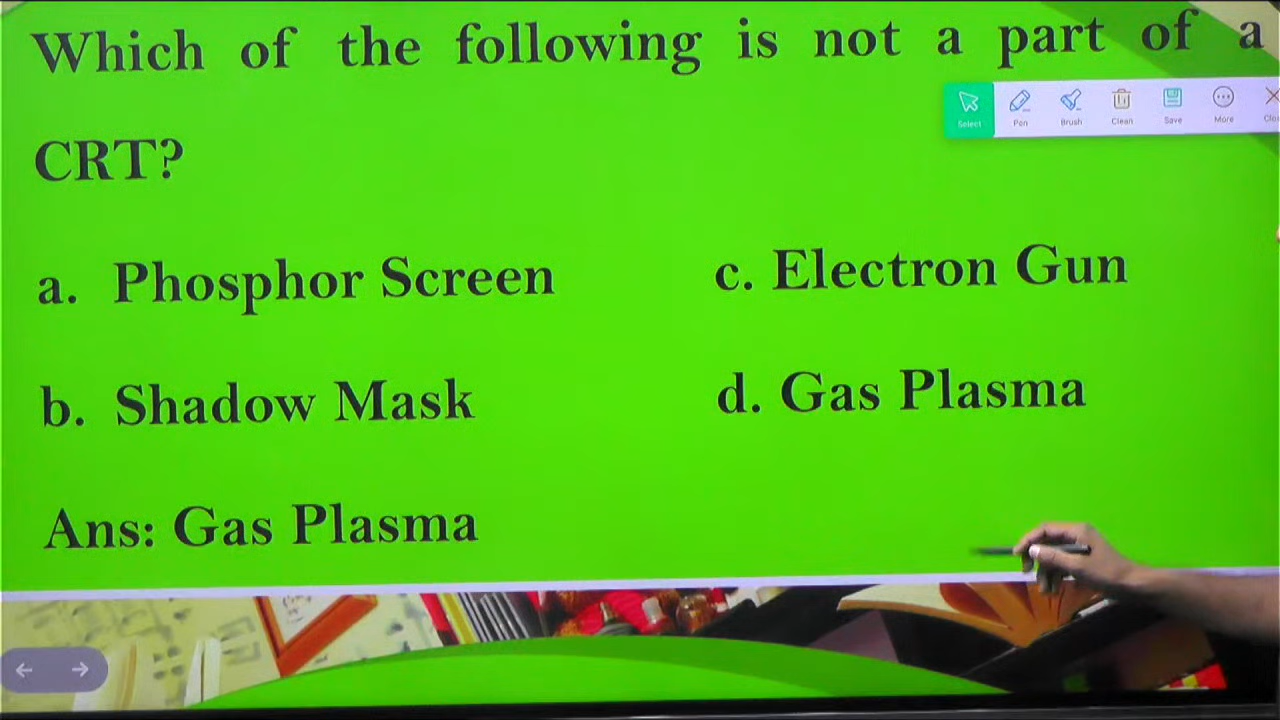 Which of the following is not a part of a
CRT?
Select Pen Brush Clean Save More Clo
a. Phosphor Screen
c. Electron Gun
b. Shadow Mask
d. Gas Plasma
Ans: Gas Plasma